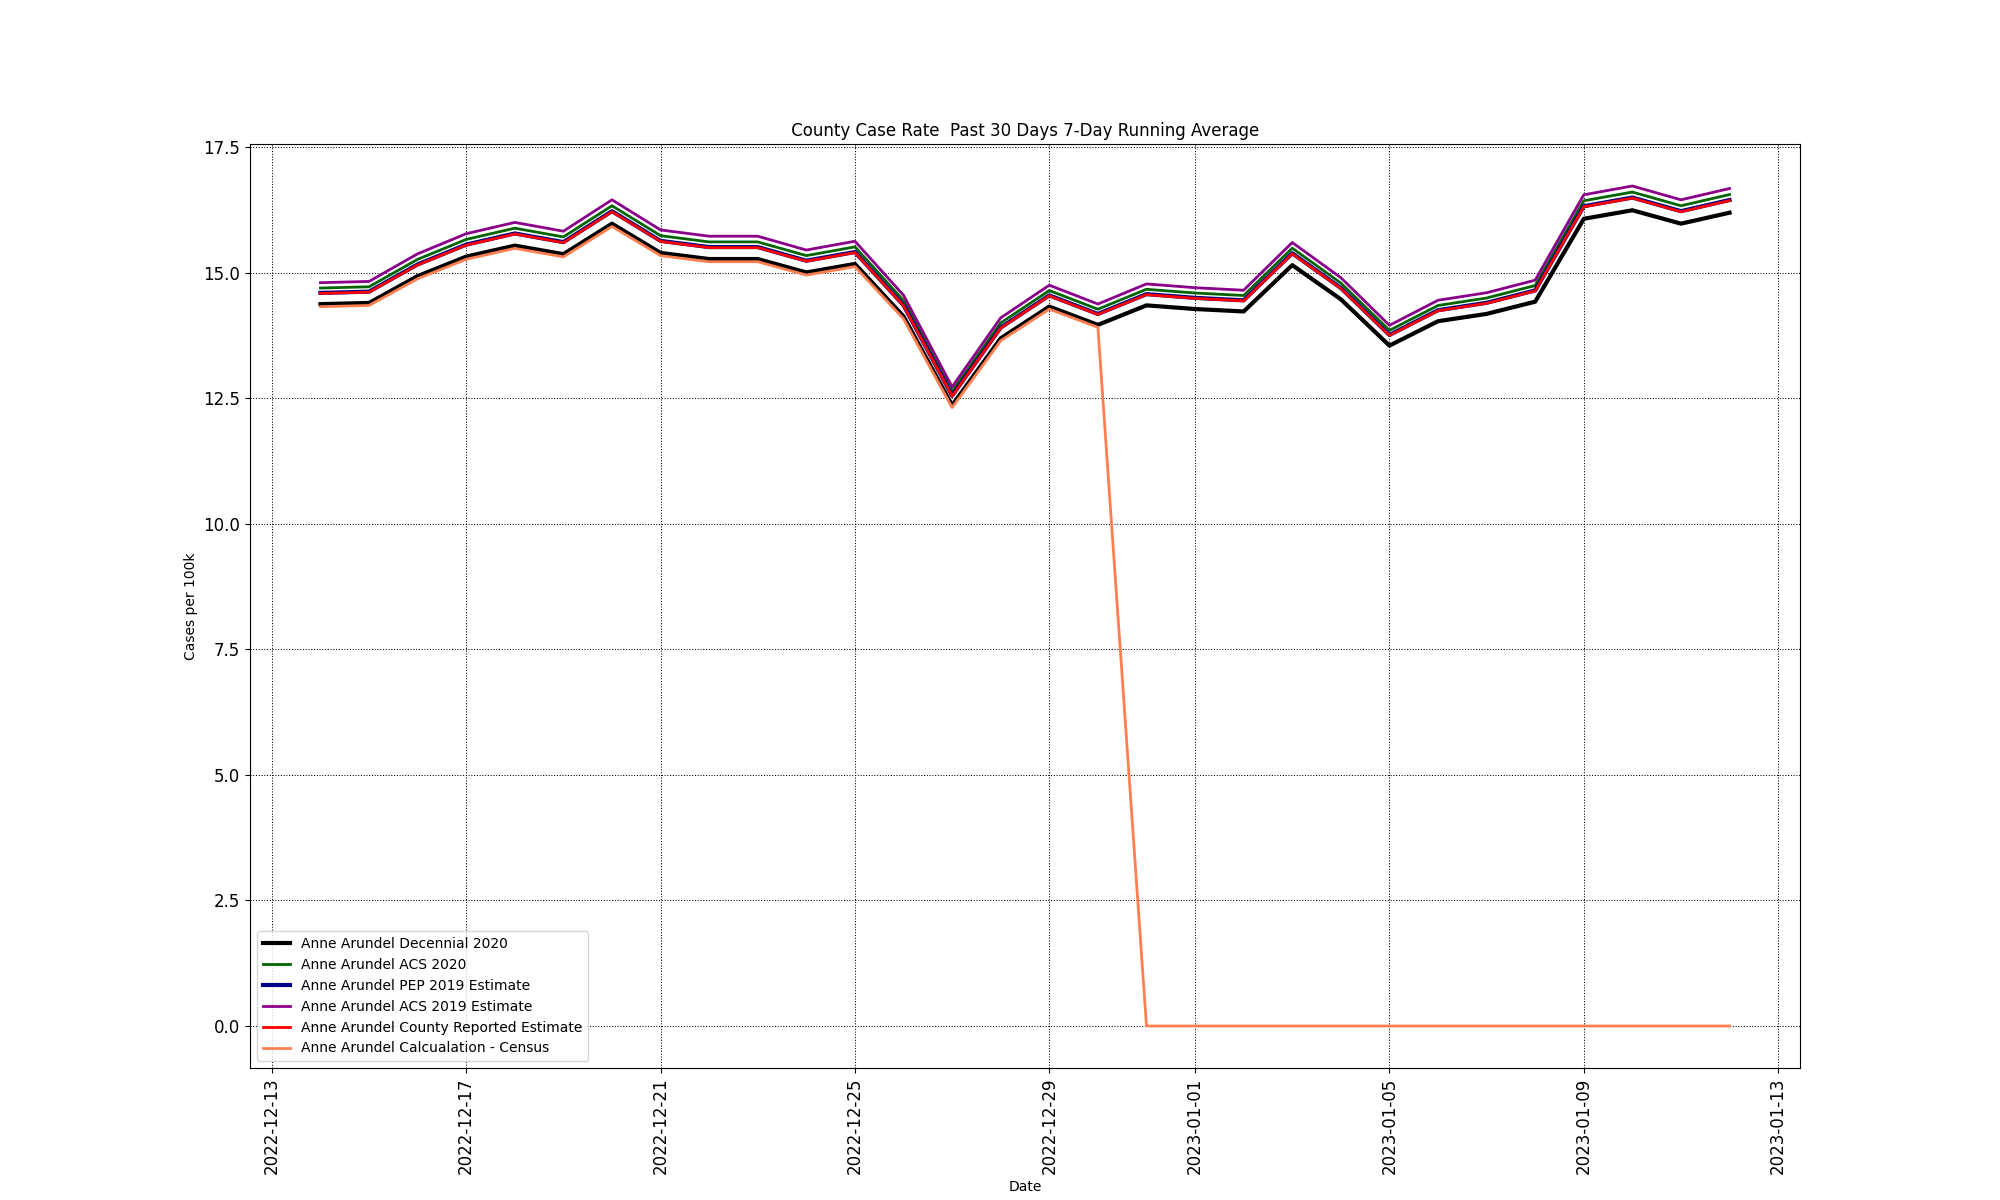 County Case Rate  Past 30 Days 7-Day Running Average
17.5
15.0
12.5
10.0
7.5
5.0
2.5
0.0
Cases per 100k
Anne Arundel Decennial 2020
Anne Arundel ACS 2020
Anne Arundel PEP 2019 Estimate
Anne Arundel ACS 2019 Estimate
Anne Arundel County Reported Estimate
Anne Arundel Calcualation - Census
2022-12-13
2022-12-17
2022-12-21
2022-12-25
2022-12-29
2023-01-01
2023-01-05
2023-01-09
2023-01-13
Date